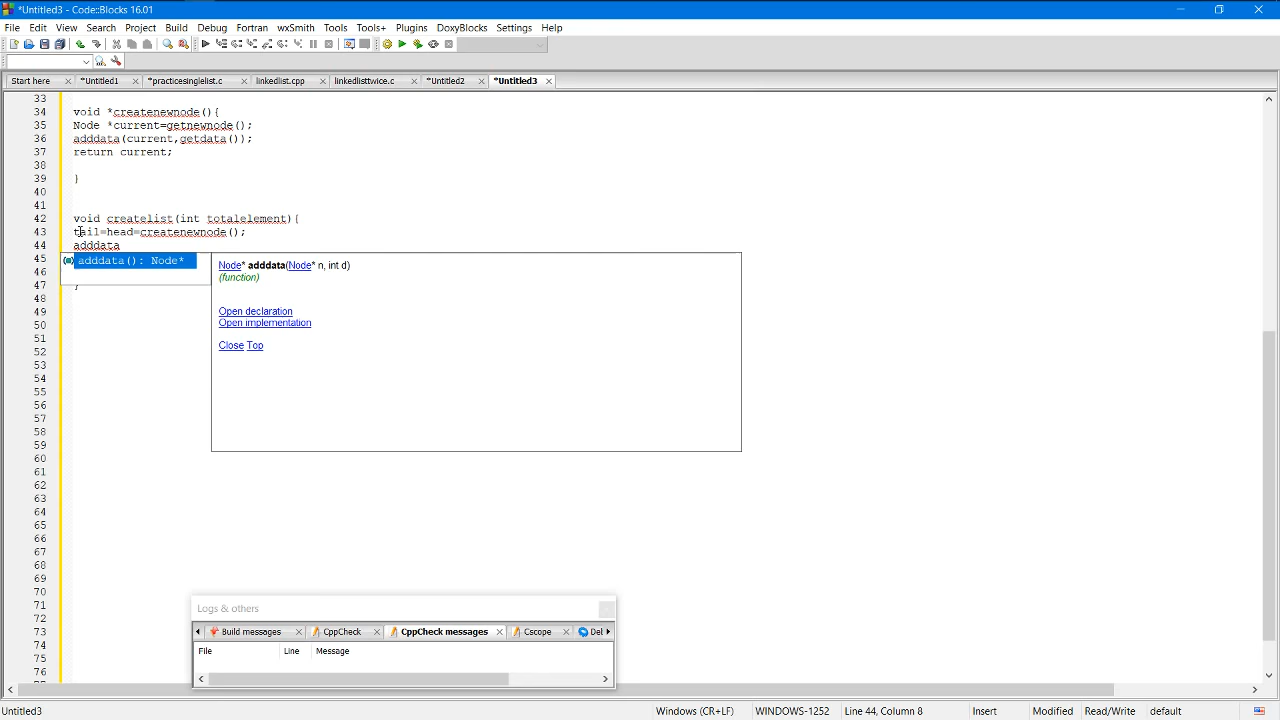 *Untitled3 - Code::Blocks 16.01
File Edit View Search Project Build Debug Fortran wxSmith Tools Tools+ Plugins DoxyBlocks Settings Help
Start here *Untitled1 *practicesinglelist.c linkedlist.cpp linkedlisttwice.c *Untitled2 *Untitled3
33
34 void *createnewnode(){
35 Node *current=getnewnode();
36 adddata(current,getdata());
37 return current;
38
39 }
40
41
42 void createlist(int totalelement){
43 tail=head=createnewnode();
44 adddata
45 adddata(): Node* Node* adddata(Node* n, int d)
46 (function)
47 }
48
49 Open declaration
50 Open implementation
51 Close Top
52
53
54
55
56
57
58
59
60
61
62
63
64
65
66
67
68
69
70
71
72
73
74
75
76
Logs & others
Build messages CppCheck CppCheck messages Cscope Del
File Line Message
Untitled3 Windows (CR+LF) WINDOWS-1252 Line 44, Column 8 Insert Modified Read/Write default